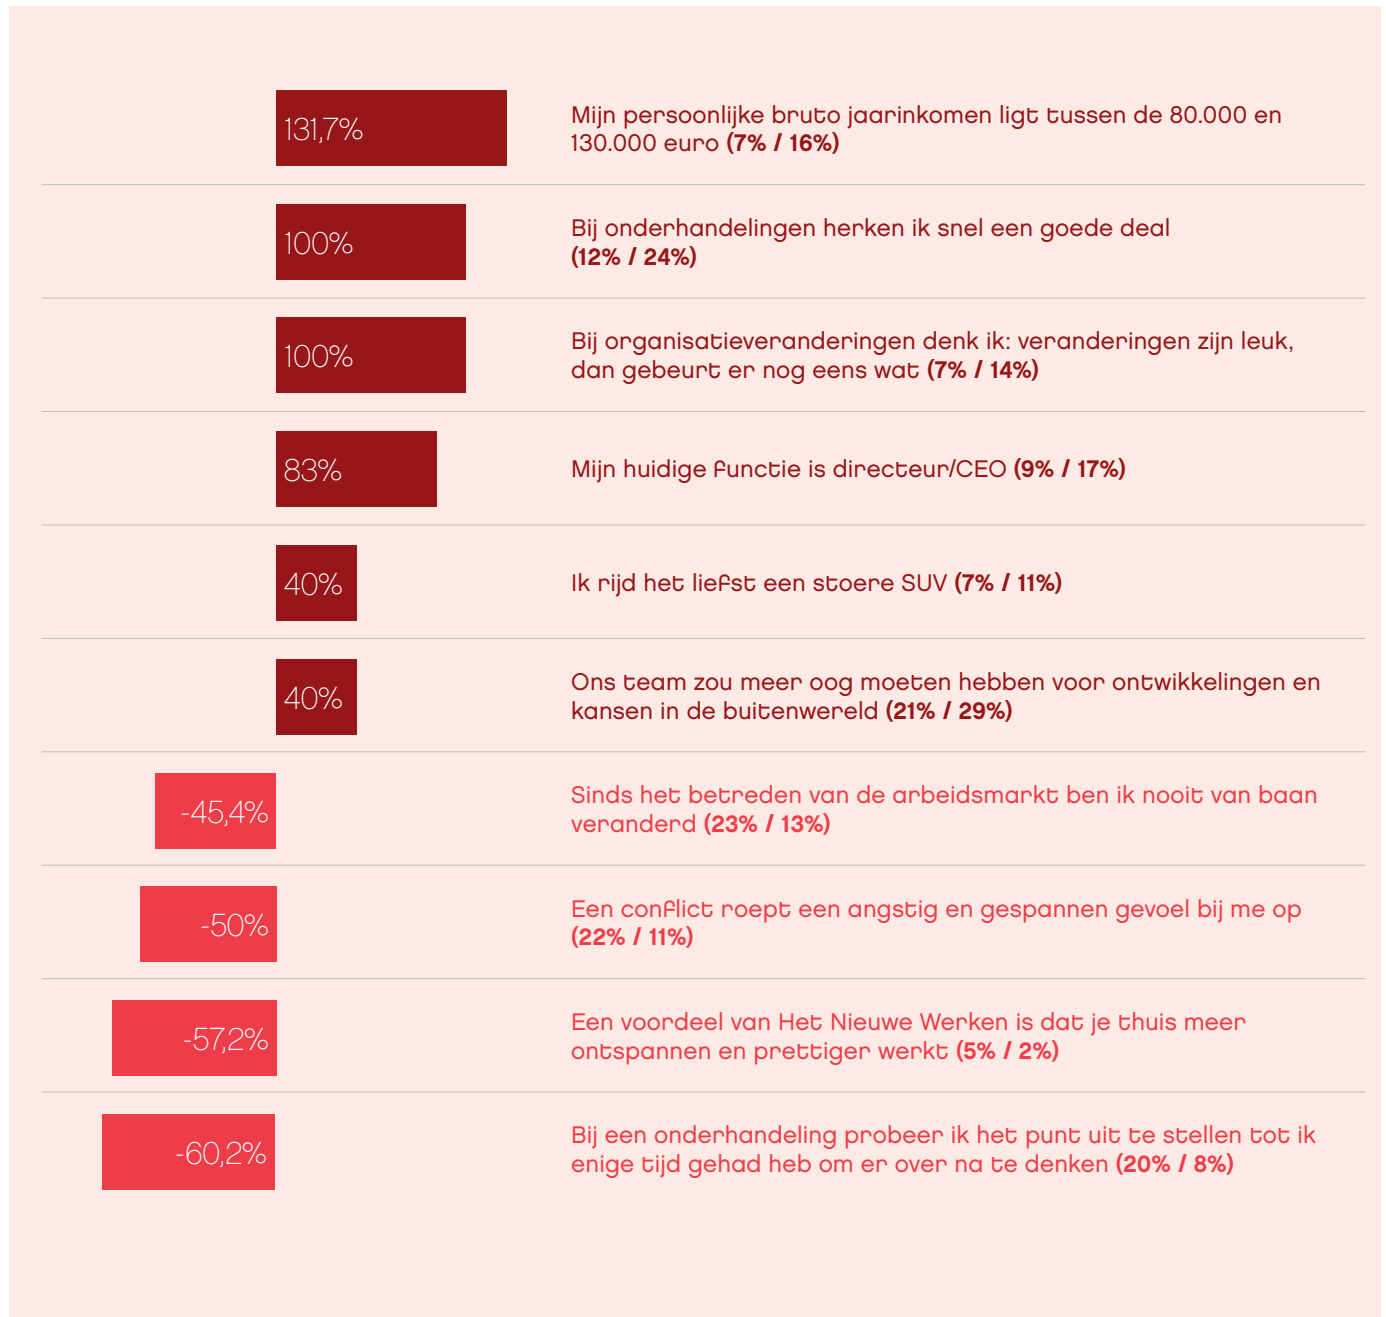 131,7%
Mijn persoonlijke bruto jaarinkomen ligt tussen de 80.000 en
130.000 euro (7% / 16%)
100%
Bij onderhandelingen herken ik snel een goede deal
(12% / 24%)
100%
Bij organisatieveranderingen denk ik: veranderingen zijn leuk,
dan gebeurt er nog eens wat (7% / 14%)
83%
Mijn huidige functie is directeur/CEO (9% / 17%)
40%
Ik rijd het liefst een stoere SUV (7% / 11%)
40%
Ons team zou meer oog moeten hebben voor ontwikkelingen en
kansen in de buitenwereld (21% / 29%)
-45,4%
Sinds het betreden van de arbeidsmarkt ben ik nooit van baan
veranderd (23% / 13%)
-50%
Een conflict roept een angstig en gespannen gevoel bij me op
(22% / 11%)
-57,2%
Een voordeel van Het Nieuwe Werken is dat je thuis meer
ontspannen en prettiger werkt (5% / 2%)
-60,2%
Bij een onderhandeling probeer ik het punt uit te stellen tot ik
enige tijd gehad heb om er over na te denken (20% / 8%)